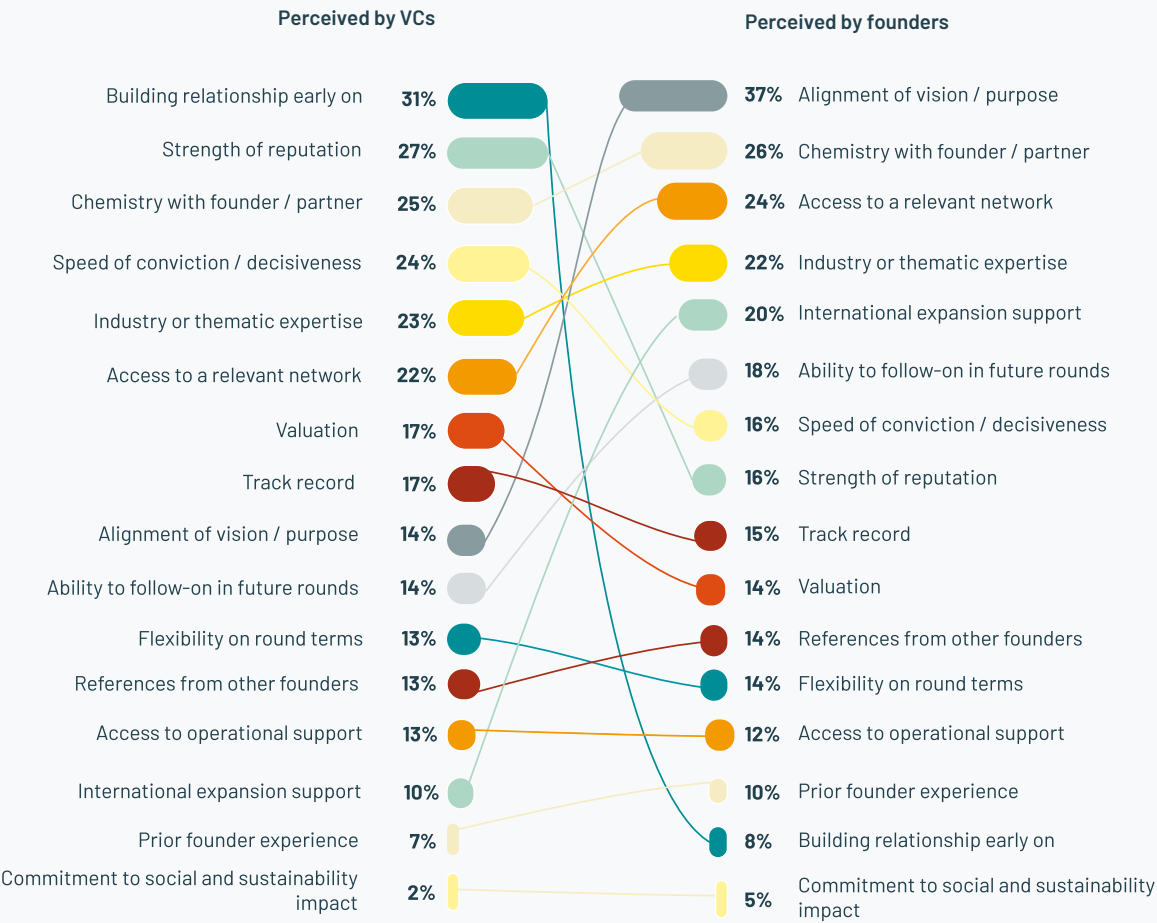 Perceived by VCs
Perceived by founders
Building relationship early on 31%
37% Alignment of vision / purpose
Strength of reputation 27%
26% Chemistry with founder / partner
Chemistry with founder / partner 25%
24% Access to a relevant network
Speed of conviction / decisiveness 24%
22% Industry or thematic expertise
Industry or thematic expertise 23%
20% International expansion support
Access to a relevant network 22%
18% Ability to follow-on in future rounds
Valuation 17%
16% Speed of conviction / decisiveness
Track record 17%
16% Strength of reputation
Alignment of vision / purpose 14%
15% Track record
Ability to follow-on in future rounds 14%
14% Valuation
Flexibility on round terms 13%
14% References from other founders
References from other founders 13%
14% Flexibility on round terms
Access to operational support 13%
12% Access to operational support
International expansion support 10%
10% Prior founder experience
Prior founder experience 7%
8% Building relationship early on
Commitment to social and sustainability
impact 2%
5% Commitment to social and sustainability
impact